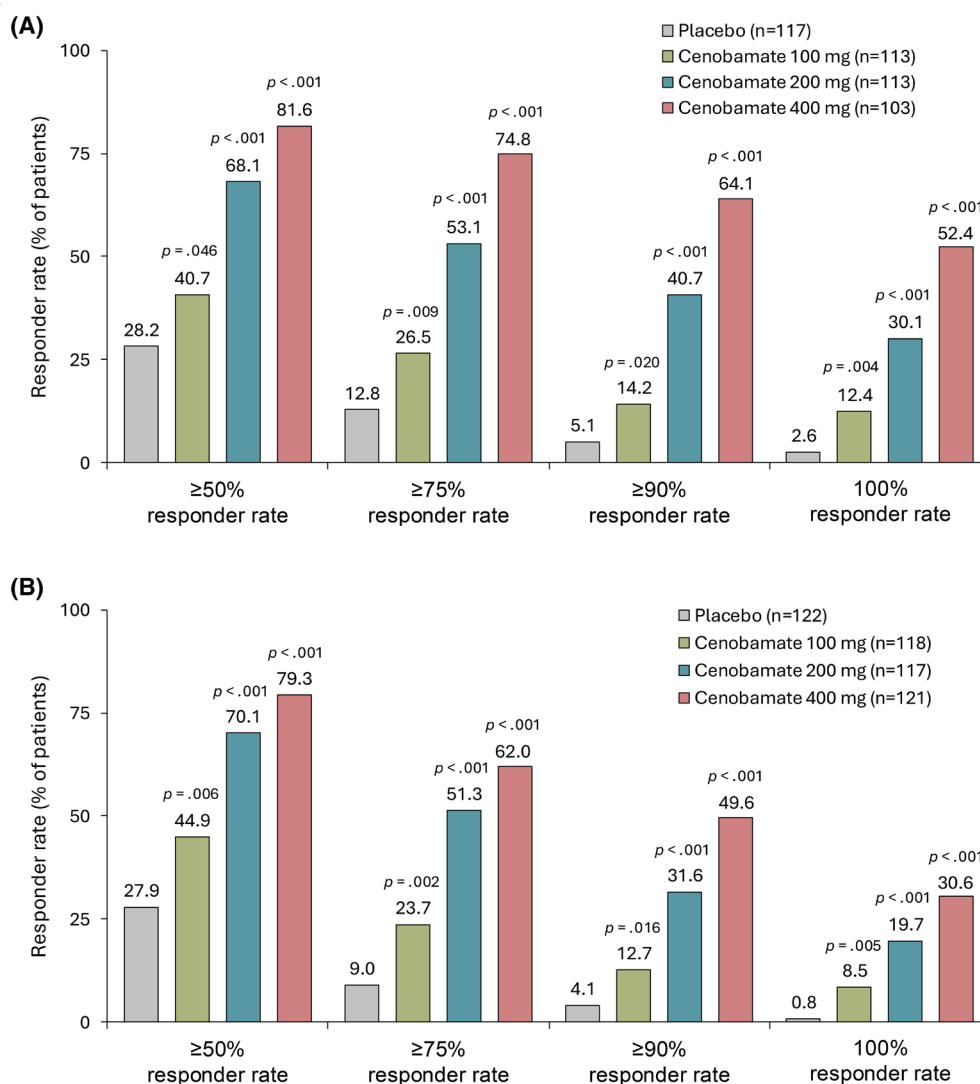 (A)
Placebo (n=117)
Cenobamate 100 mg (n=113)
Cenobamate 200 mg (n=113)
Cenobamate 400 mg (n=103)
Responder rate (% of patients)
100
75
50
25
0
28.2
p = .046
40.7
p < .001
68.1
p < .001
81.6
12.8
p = .009
26.5
p < .001
53.1
p < .001
74.8
5.1
p = .020
14.2
p < .001
40.7
p < .001
64.1
2.6
p = .004
12.4
p < .001
30.1
p < .001
52.4
≥50%
responder rate
≥75%
responder rate
≥90%
responder rate
100%
responder rate
(B)
Placebo (n=122)
Cenobamate 100 mg (n=118)
Cenobamate 200 mg (n=117)
Cenobamate 400 mg (n=121)
Responder rate (% of patients)
100
75
50
25
0
27.9
p = .006
44.9
p < .001
70.1
p < .001
79.3
9.0
p = .002
23.7
p < .001
51.3
p < .001
62.0
4.1
p = .016
12.7
p < .001
31.6
p < .001
49.6
0.8
p = .005
8.5
p < .001
19.7
p < .001
30.6
≥50%
responder rate
≥75%
responder rate
≥90%
responder rate
100%
responder rate